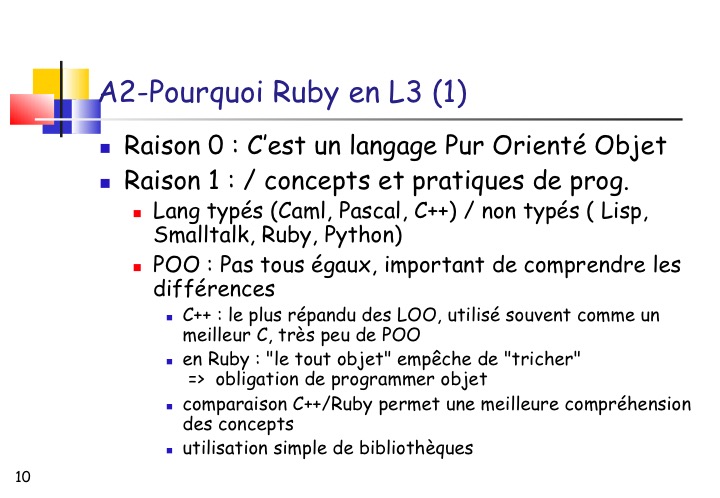 A2-Pourquoi Ruby en L3 (1)
Raison 0 : C'est un langage Pur Orienté Objet
Raison 1 : / concepts et pratiques de prog.
Lang typés (Caml, Pascal, C++) / non typés ( Lisp,
Smalltalk, Ruby, Python)
POO : Pas tous égaux, important de comprendre les
différences
C++ : le plus répandu des LOO, utilisé souvent comme un
meilleur C, très peu de POO
en Ruby : "le tout objet" empêche de "tricher"
=> obligation de programmer objet
comparaison C++/Ruby permet une meilleure compréhension
des concepts
utilisation simple de bibliothèques
10